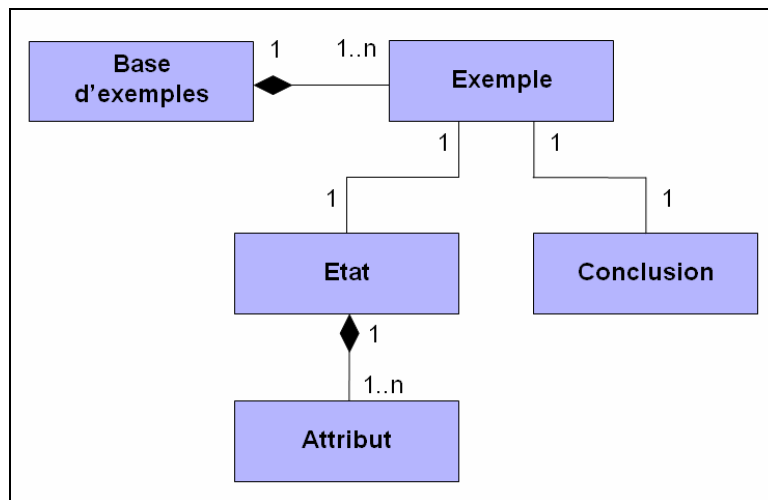 Base
d'exemples
1
1..n
Exemple
1
1
1
1
Etat
Conclusion
1
1..n
Attribut